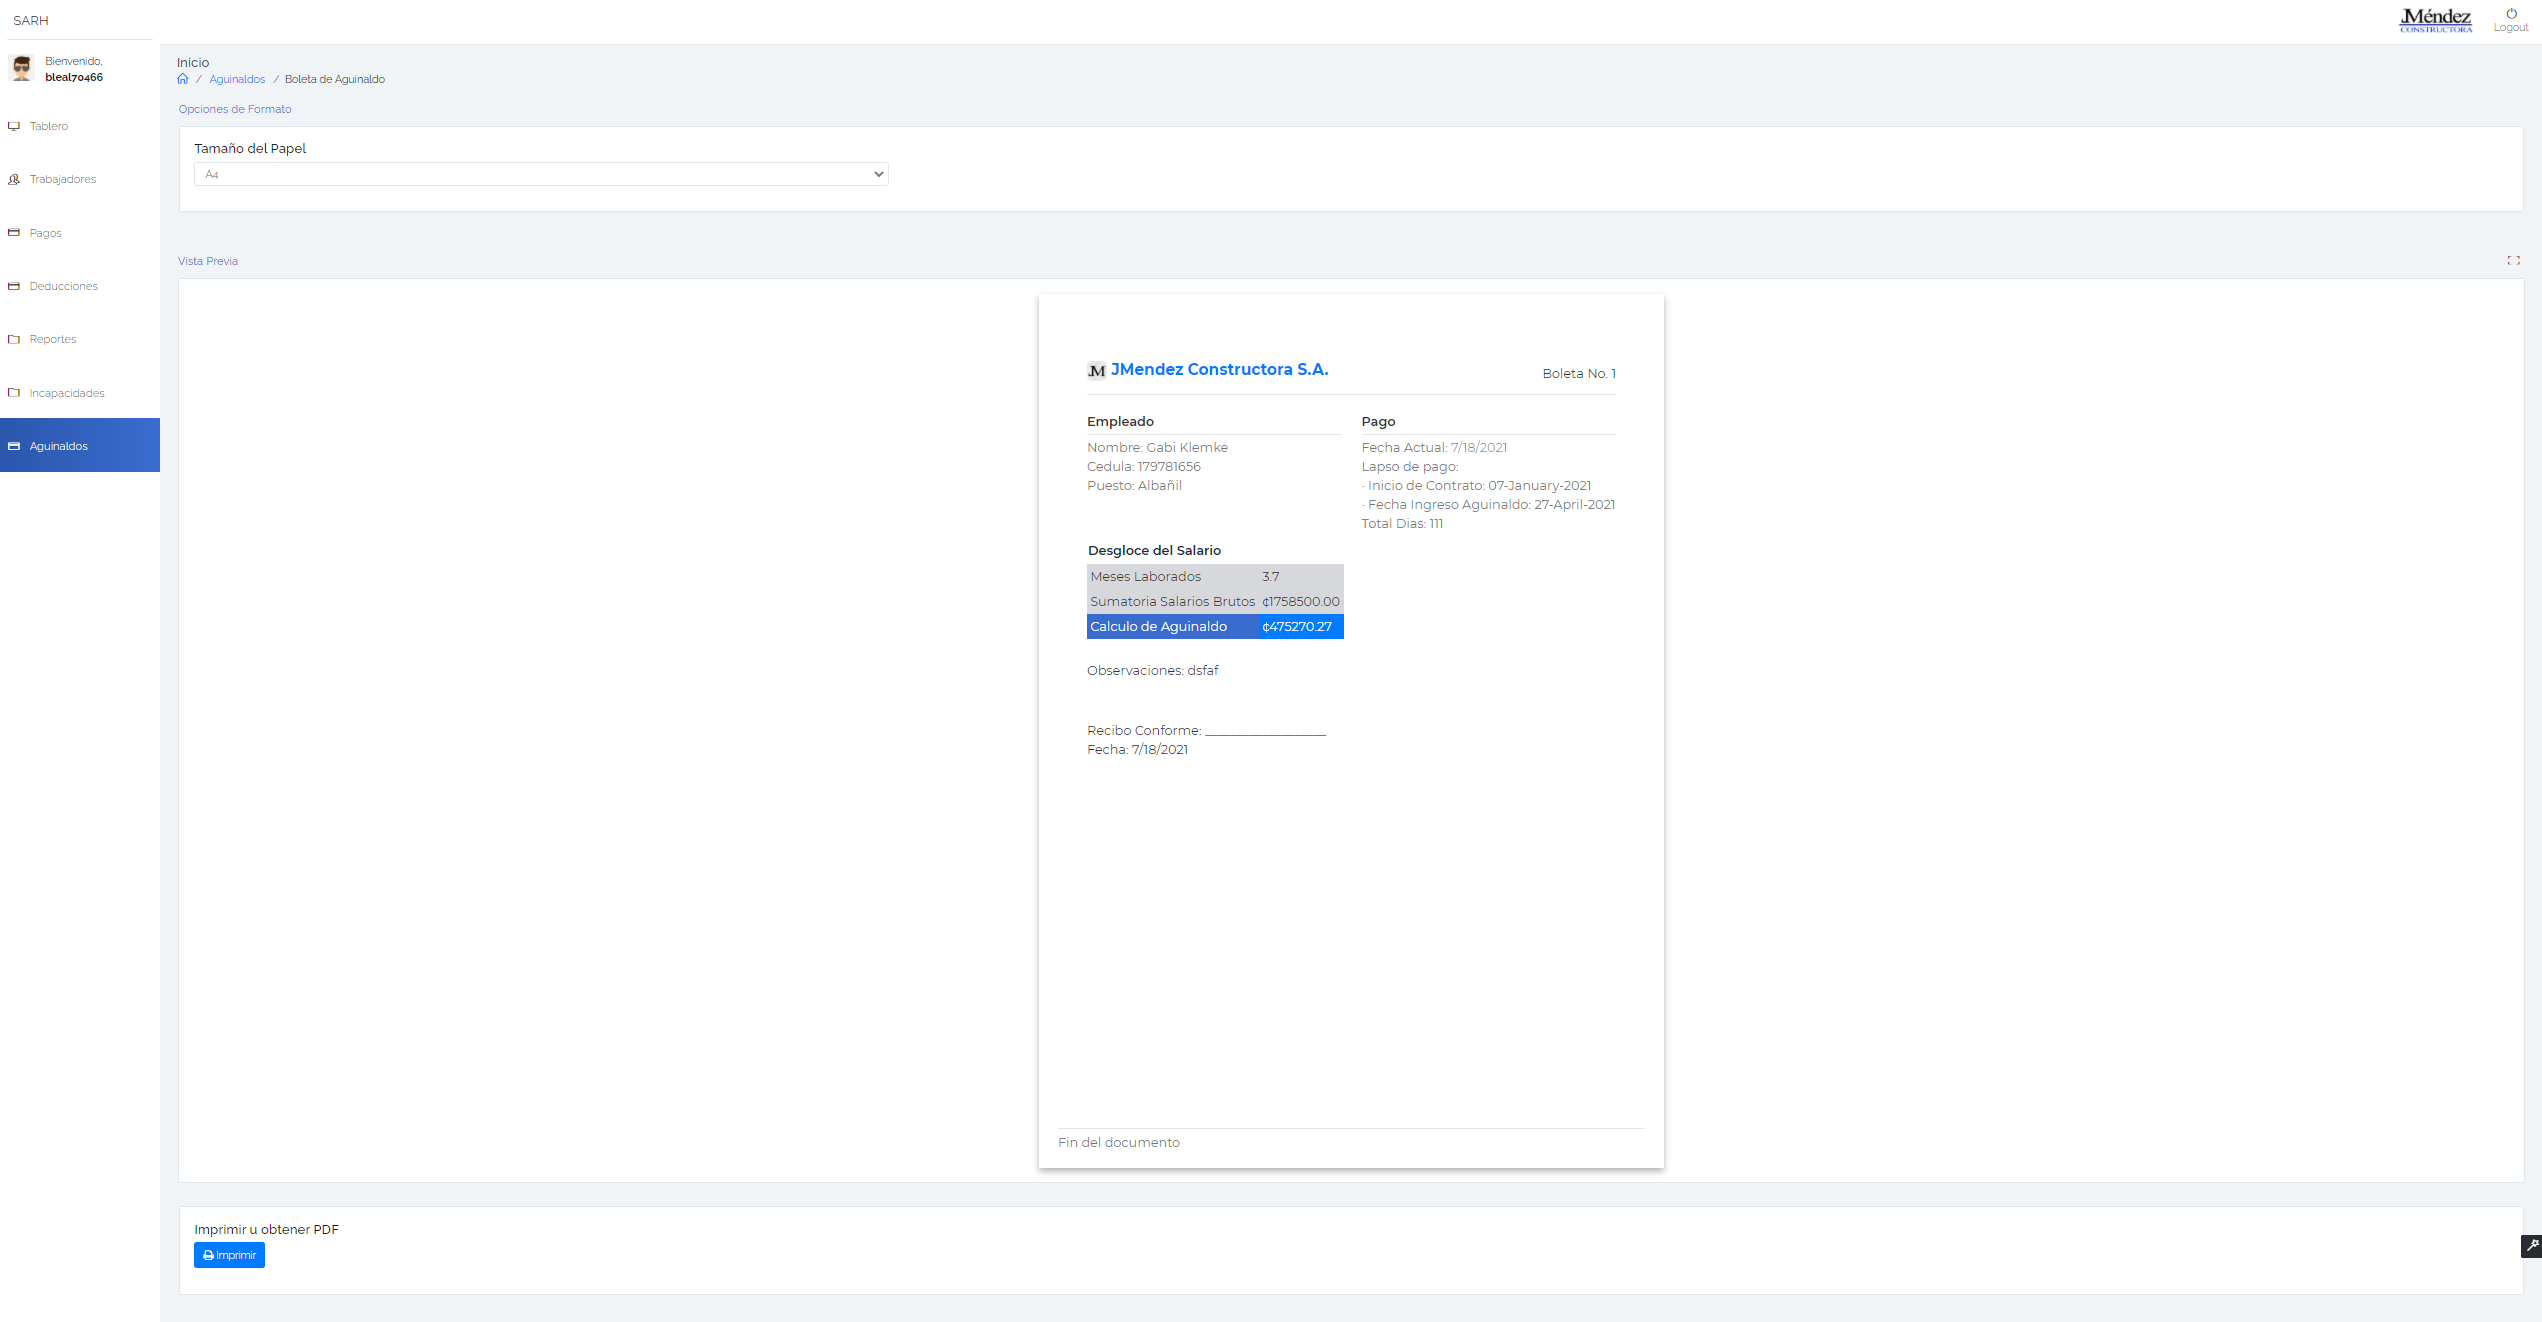 SARH
Méndez
CONSTRUCTORA
Logout
Bienvenido,
bleal70466
Tablero
Trabajadores
Pagos
Deducciones
Reportes
Incapacidades
Aguinaldos
Inicio
/ Aguinaldos / Boleta de Aguinaldo
Opciones de Formato
Tamaño del Papel
A4
Vista Previa
JM JMendez Constructora S.A.
Boleta No. 1
Empleado
Nombre: Gabi Klemke
Cedula: 179781656
Puesto: Albañil
Pago
Fecha Actual: 7/18/2021
Lapso de pago:
· Inicio de Contrato: 07-January-2021
· Fecha Ingreso Aguinaldo: 27-April-2021
Total Dias: 111
Desgloce del Salario
Meses Laborados 3.7
Sumatoria Salarios Brutos ¢1758500.00
Calculo de Aguinaldo ¢475270.27
Observaciones: dsfaf
Recibo Conforme: ___________________
Fecha: 7/18/2021
Fin del documento
Imprimir u obtener PDF
Imprimir